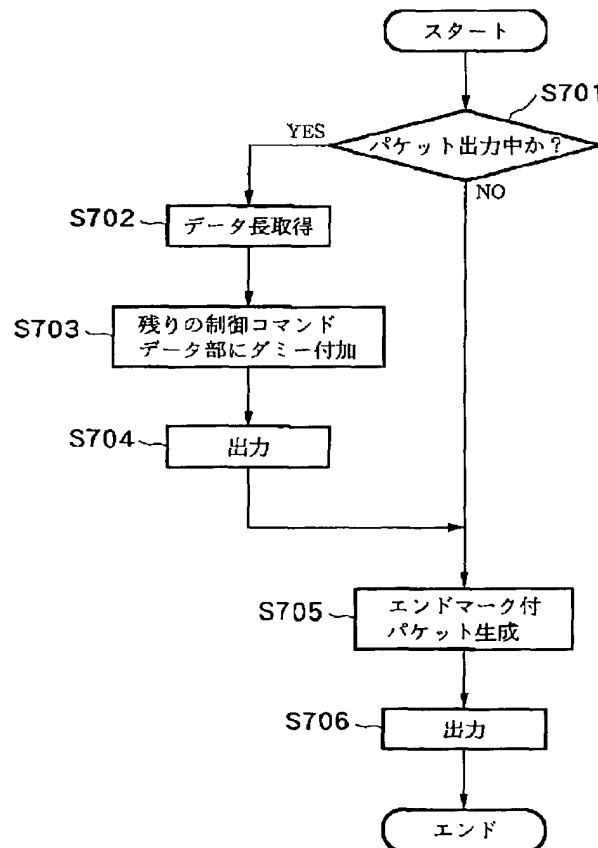 スタート
S701
パケット出力中か?
YES
NO
S702
データ長取得
S703
残りの制御コマンド
データ部にダミー付加
S704
出力
S705
エンドマーク付
パケット生成
S706
出力
エンド